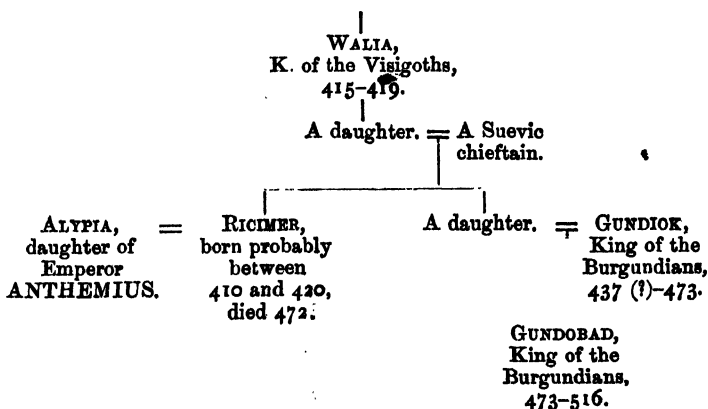 WALIA,
K. of the Visigoths,
415–419.
A daughter. = A Suevic
chieftain.
ALYPIA,
daughter of
Emperor
ANTHEMIUS.
=
RICIMER,
born probably
between
410 and 420,
died 472.
A daughter. = GUNDIOK,
King of the
Burgundians,
437 (?)–473.
GUNDOBAD,
King of the
Burgundians,
473–516.